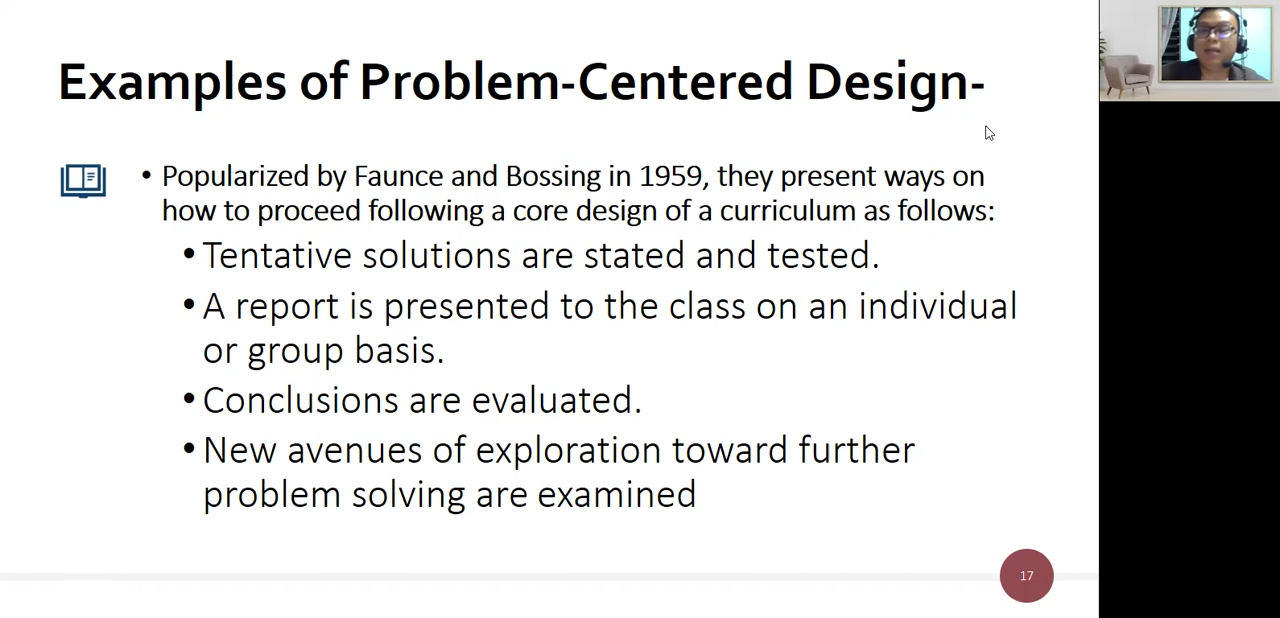 Examples of Problem-Centered Design-
• Popularized by Faunce and Bossing in 1959, they present ways on
how to proceed following a core design of a curriculum as follows:
• Tentative solutions are stated and tested.
• A report is presented to the class on an individual
or group basis.
• Conclusions are evaluated.
• New avenues of exploration toward further
problem solving are examined
17